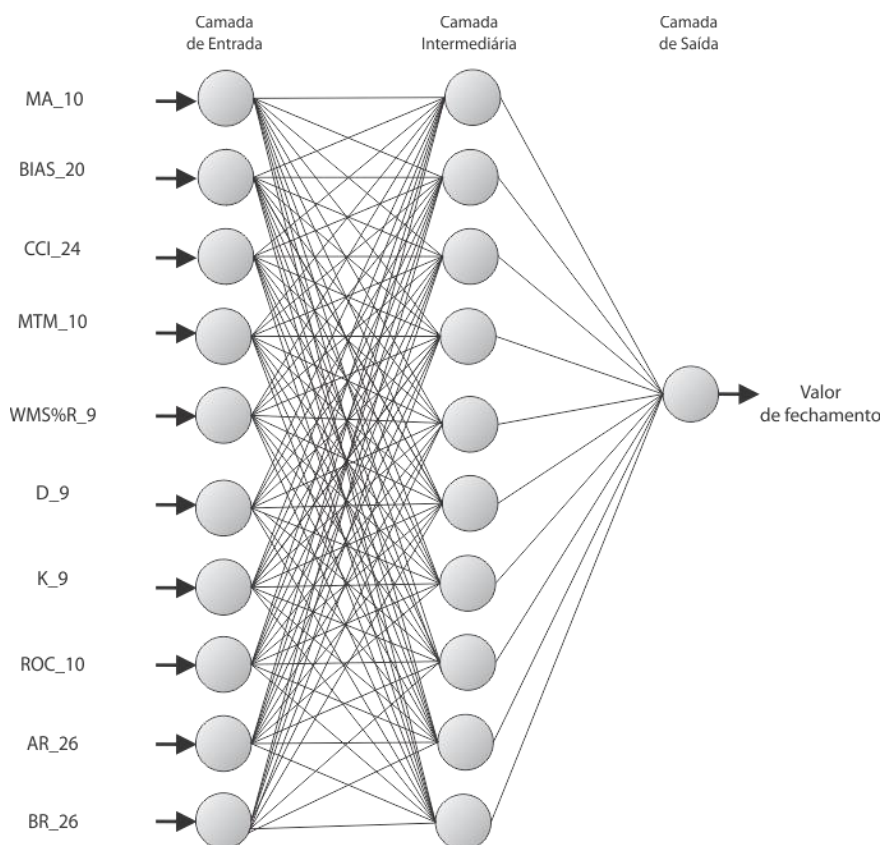 Camada
de Entrada
Camada
Intermediária
Camada
de Saída
MA_10
BIAS_20
CCI_24
MTM_10
WMS%R_9
D_9
K_9
ROC_10
AR_26
BR_26
Valor
de fechamento